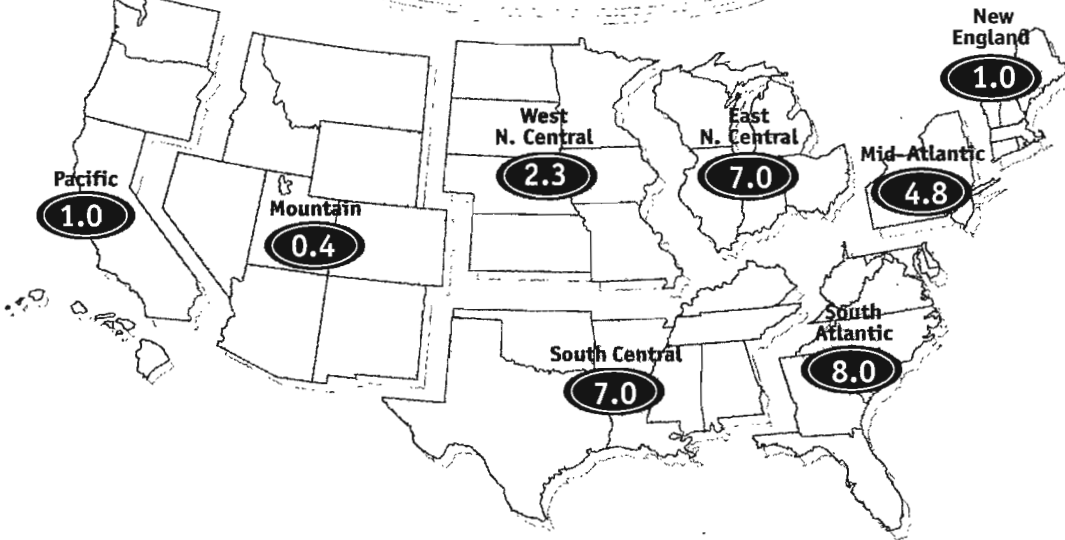 New
England
1.0
West
N. Central
2.3
East
N. Central
7.0
Mid-Atlantic
4.8
Pacific
1.0
Mountain
0.4
South
Atlantic
8.0
South Central
7.0